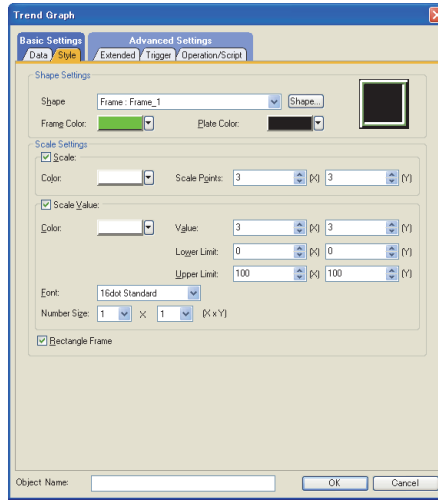 Trend Graph
Basic Settings Advanced Settings
Data Style Extended Trigger Operation/Script
Shape Settings
Shape Frame : Frame_1 Shape...
Frame Color: Plate Color:
Scale Settings
Scale:
Color: Scale Points: 3 (X) 3 (Y)
Scale Value:
Color: Value: 3 (X) 3 (Y)
Lower Limit: 0 (X) 0 (Y)
Upper Limit: 100 (X) 100 (Y)
Font: 16dot Standard
Number Size: 1 X 1 (X x Y)
Rectangle Frame
Object Name: OK Cancel